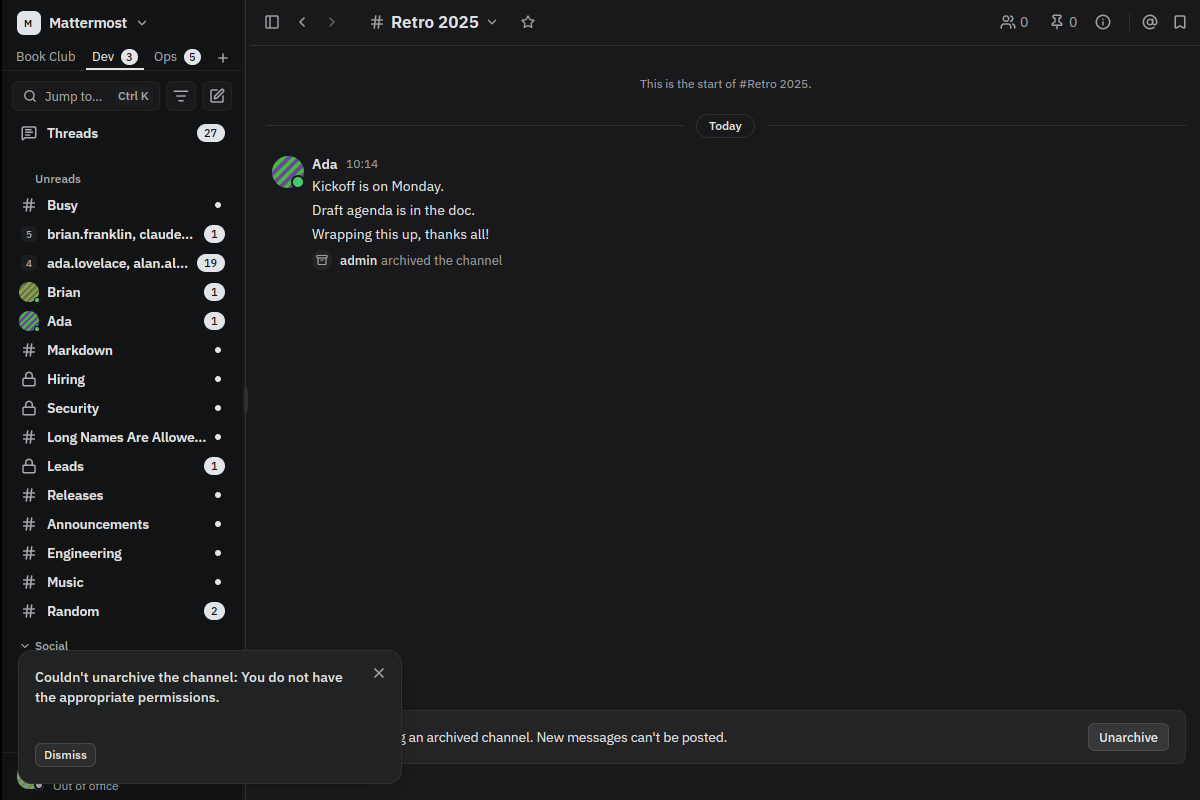 M Mattermost
Book Club Dev 3 Ops 5
Jump to... Ctrl K
Threads 27
Unreads
Busy
5 brian.franklin, claude... 1
4 ada.lovelace, alan.al... 19
Brian 1
Ada 1
Markdown
Hiring
Security
Long Names Are Allowe...
Leads 1
Releases
Announcements
Engineering
Music
Random 2
Social
Couldn't unarchive the channel: You do not have
the appropriate permissions.
Dismiss
Out of office
Retro 2025
0 0
This is the start of #Retro 2025.
Today
Ada 10:14
Kickoff is on Monday.
Draft agenda is in the doc.
Wrapping this up, thanks all!
admin archived the channel
an archived channel. New messages can't be posted.
Unarchive